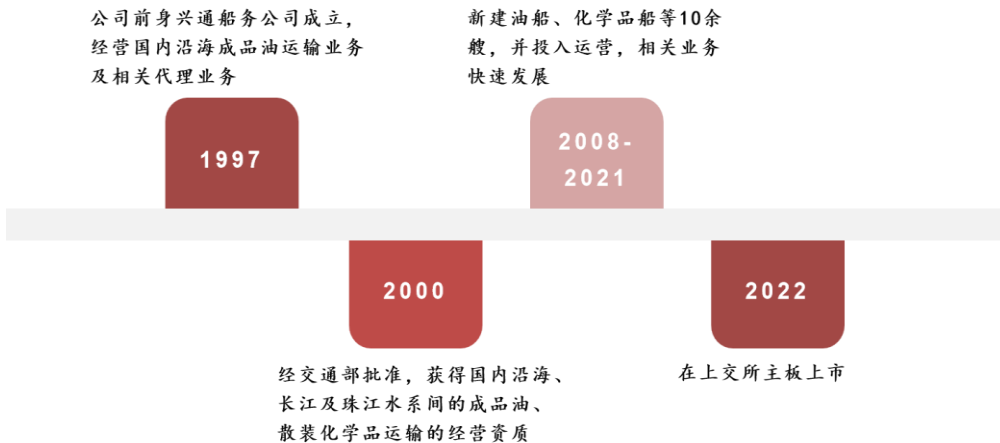 公司前身兴通船务公司成立，
经营国内沿海成品油运输业务
及相关代理业务
1997
新建油船、化学品船等10余
艘，并投入运营，相关业务
快速发展
2008-
2021
2000
经交通部批准，获得国内沿海、
长江及珠江水系间的成品油、
散装化学品运输的经营资质
2022
在上交所主板上市